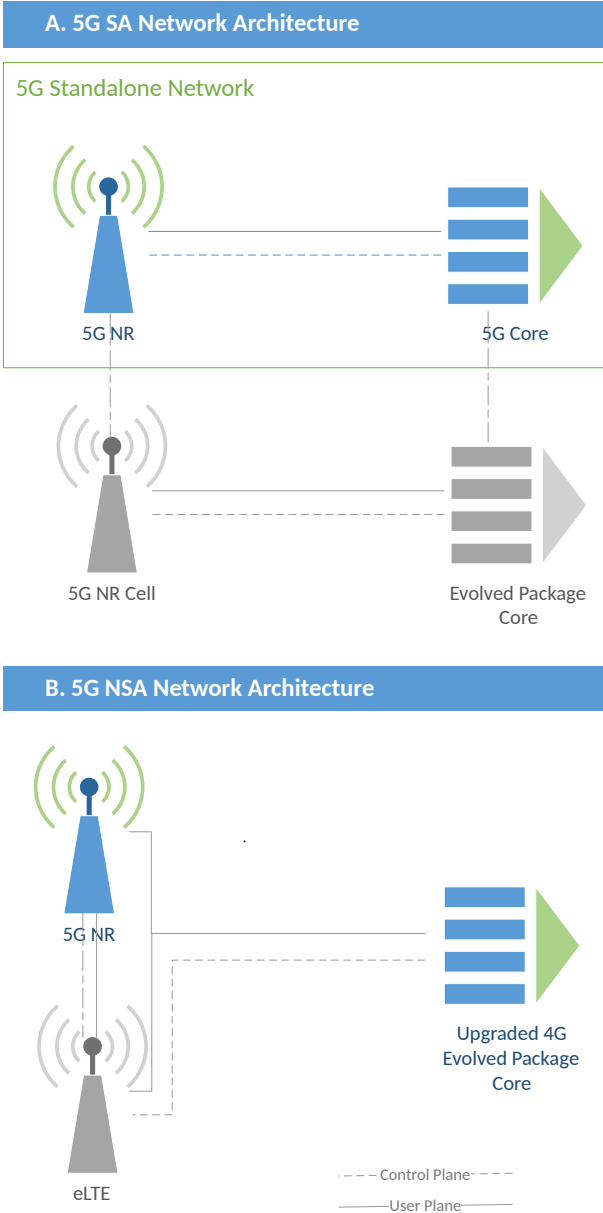 A. 5G SA Network Architecture
5G Standalone Network
5G NR
5G Core
5G NR Cell
Evolved Package
Core
B. 5G NSA Network Architecture
5G NR
Upgraded 4G
Evolved Package
Core
eLTE
Control Plane
User Plane